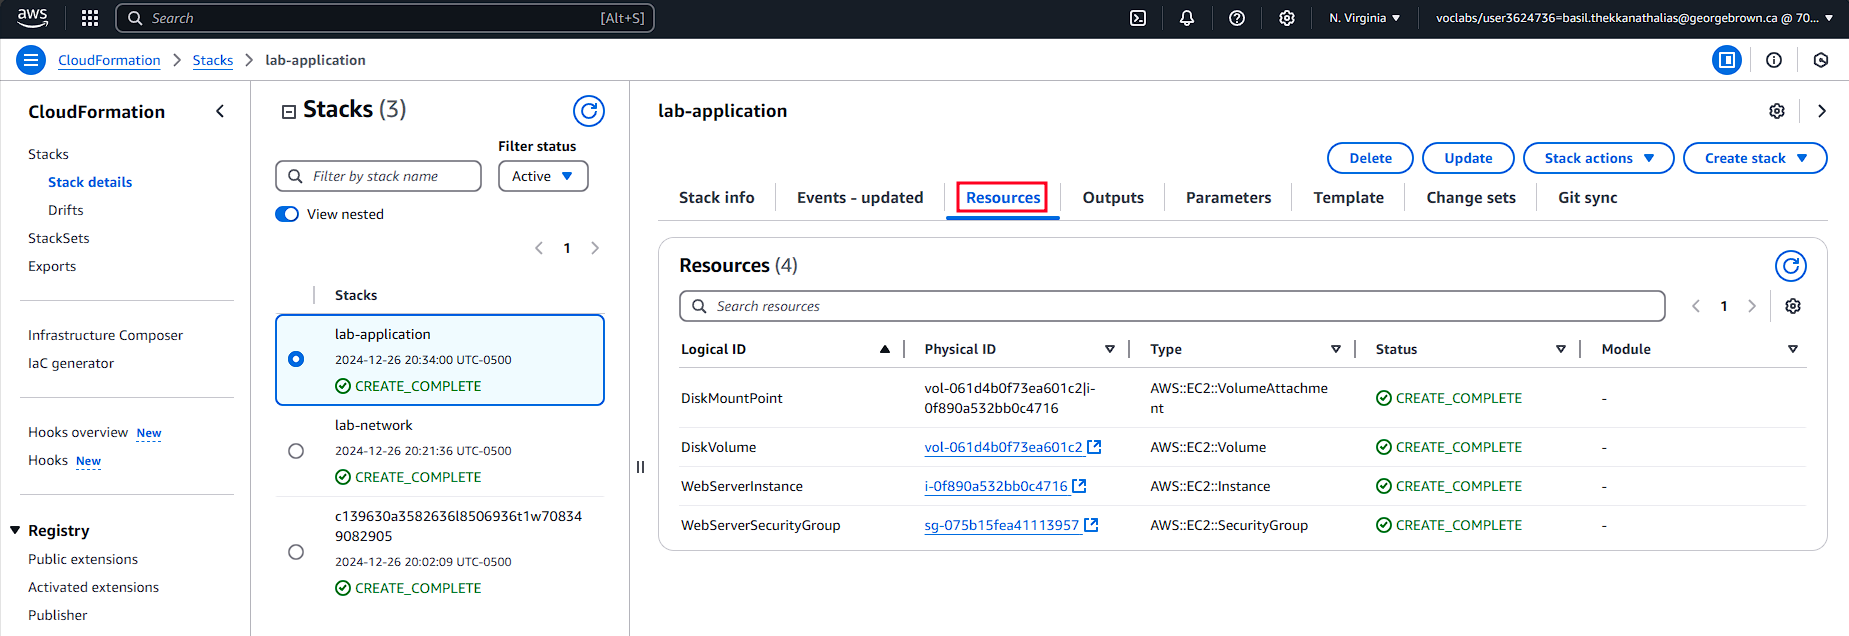 aws
Search [Alt+S]
N. Virginia
voclabs/user3624736=basil.thekkanathalias@georgebrown.ca @ 70...
CloudFormation
Stacks
lab-application
CloudFormation
Stacks
Stack details
Drifts
StackSets
Exports
Infrastructure Composer
IaC generator
Hooks overview New
Hooks New
Registry
Public extensions
Activated extensions
Publisher
Stacks (3)
Filter status
Filter by stack name
Active
View nested
1
Stacks
lab-application
2024-12-26 20:34:00 UTC-0500
CREATE_COMPLETE
lab-network
2024-12-26 20:21:36 UTC-0500
CREATE_COMPLETE
c139630a3582636l8506936t1w70834
9082905
2024-12-26 20:02:09 UTC-0500
CREATE_COMPLETE
lab-application
Delete
Update
Stack actions
Create stack
Stack info
Events - updated
Resources
Outputs
Parameters
Template
Change sets
Git sync
Resources (4)
Search resources
1
Logical ID
Physical ID
Type
Status
Module
DiskMountPoint
vol-061d4b0f73ea601c2|i-
0f890a532bb0c4716
AWS::EC2::VolumeAttachme
nt
CREATE_COMPLETE
-
DiskVolume
vol-061d4b0f73ea601c2
AWS::EC2::Volume
CREATE_COMPLETE
-
WebServerInstance
i-0f890a532bb0c4716
AWS::EC2::Instance
CREATE_COMPLETE
-
WebServerSecurityGroup
sg-075b15fea41113957
AWS::EC2::SecurityGroup
CREATE_COMPLETE
-